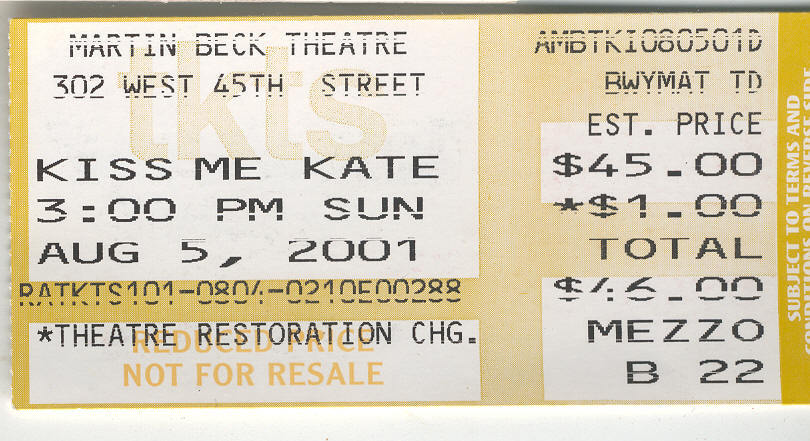 MARTIN BECK THEATRE
302 WEST 45TH STREET
tkts
KISS ME KATE
3:00 PM SUN
AUG 5, 2001
RATKTS101-0804-0210E00288
*THEATRE RESTORATION CHG.
REDUCED PRICE
NOT FOR RESALE
AMBTKI080501D
BWYMAT TD
EST. PRICE
$45.00
*$1.00
TOTAL
$46.00
MEZZO
B 22
SUBJECT TO TERMS AND
ON REVERSE SIDE